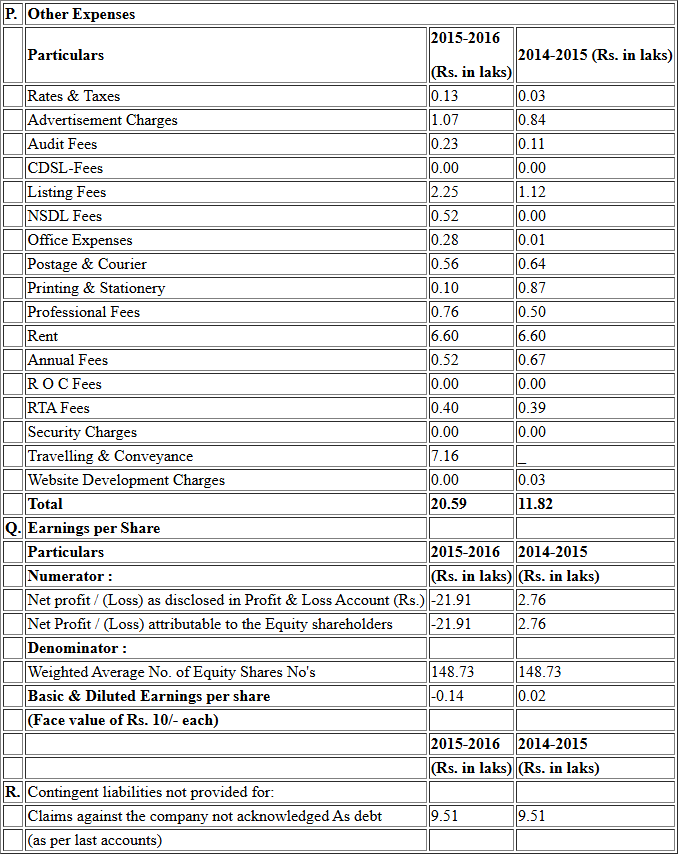 P. Other Expenses
Particulars 2015-2016 (Rs. in laks) 2014-2015 (Rs. in laks)
Rates & Taxes 0.13 0.03
Advertisement Charges 1.07 0.84
Audit Fees 0.23 0.11
CDSL-Fees 0.00 0.00
Listing Fees 2.25 1.12
NSDL Fees 0.52 0.00
Office Expenses 0.28 0.01
Postage & Courier 0.56 0.64
Printing & Stationery 0.10 0.87
Professional Fees 0.76 0.50
Rent 6.60 6.60
Annual Fees 0.52 0.67
R O C Fees 0.00 0.00
RTA Fees 0.40 0.39
Security Charges 0.00 0.00
Travelling & Conveyance 7.16 _
Website Development Charges 0.00 0.03
Total 20.59 11.82
Q. Earnings per Share
Particulars 2015-2016 2014-2015
Numerator : (Rs. in laks) (Rs. in laks)
Net profit / (Loss) as disclosed in Profit & Loss Account (Rs.) -21.91 2.76
Net Profit / (Loss) attributable to the Equity shareholders -21.91 2.76
Denominator :
Weighted Average No. of Equity Shares No's 148.73 148.73
Basic & Diluted Earnings per share -0.14 0.02
(Face value of Rs. 10/- each)
2015-2016 2014-2015
(Rs. in laks) (Rs. in laks)
R. Contingent liabilities not provided for:
Claims against the company not acknowledged As debt 9.51 9.51
(as per last accounts)